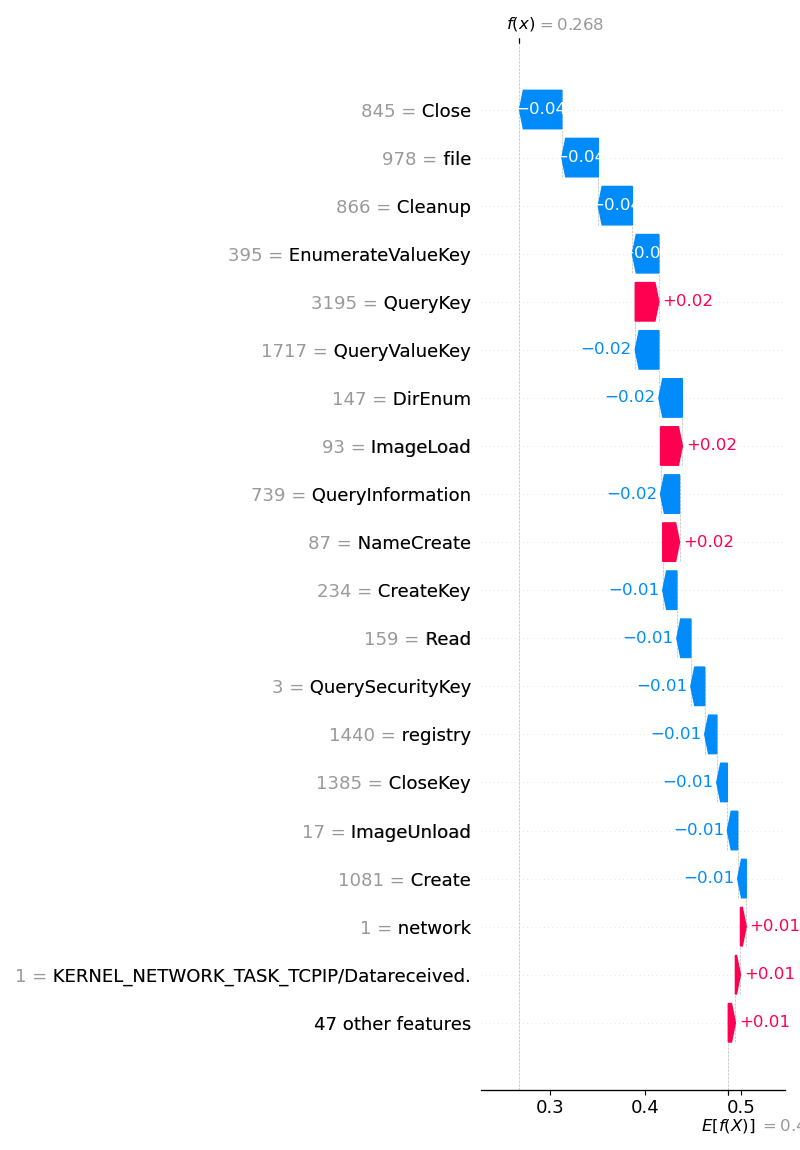 f(x) = 0.268
845 = Close −0.04
978 = file −0.04
866 = Cleanup −0.04
395 = EnumerateValueKey
3195 = QueryKey +0.02
1717 = QueryValueKey −0.02
147 = DirEnum −0.02
93 = ImageLoad +0.02
739 = QueryInformation −0.02
87 = NameCreate +0.02
234 = CreateKey −0.01
159 = Read −0.01
3 = QuerySecurityKey −0.01
1440 = registry −0.01
1385 = CloseKey −0.01
17 = ImageUnload −0.01
1081 = Create −0.01
1 = network +0.01
1 = KERNEL_NETWORK_TASK_TCPIP/Datareceived. +0.01
47 other features +0.01
0.3 0.4 0.5
E[f(X)] =